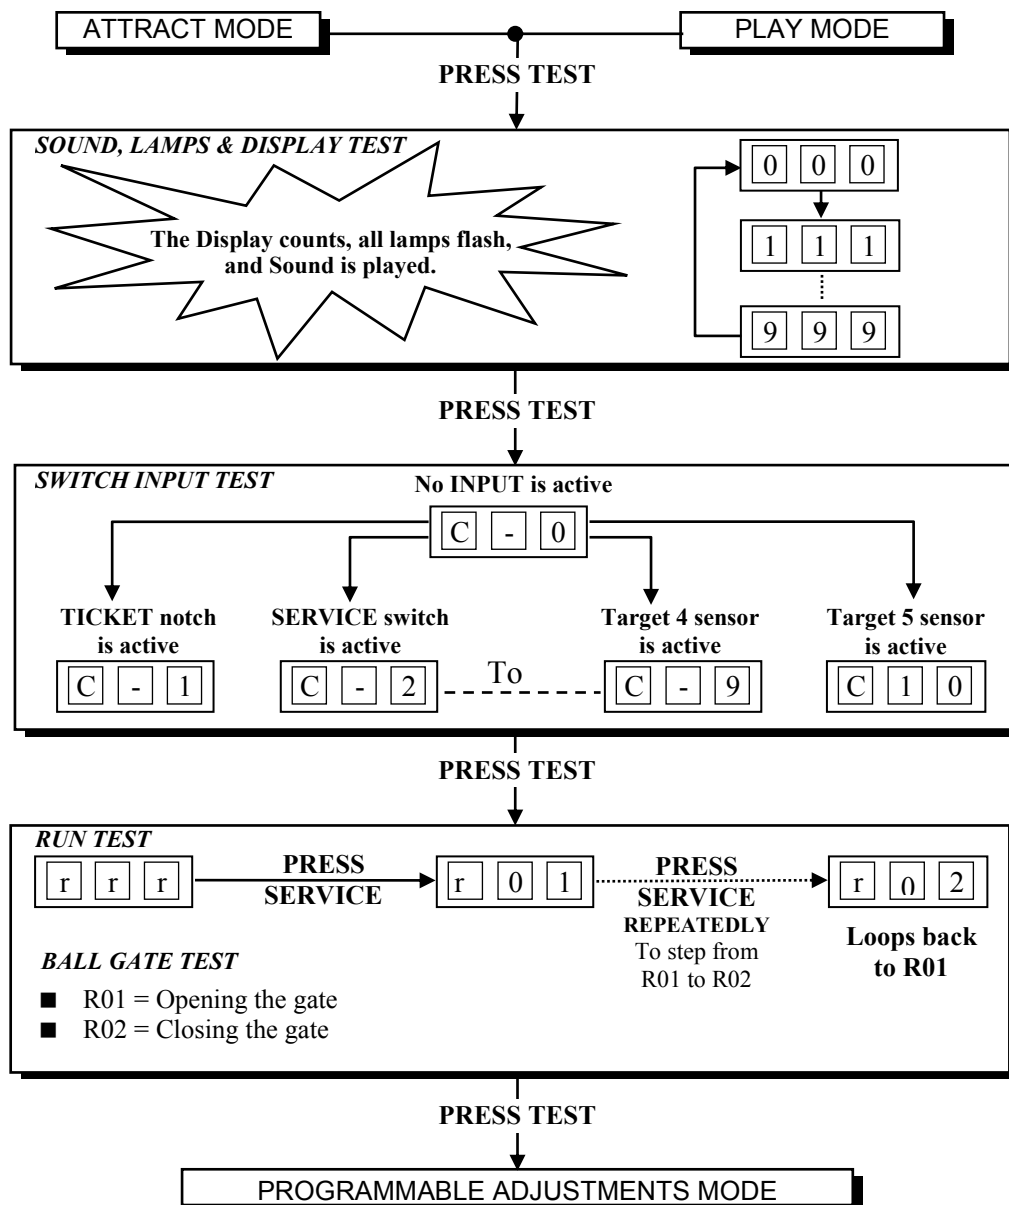 ATTRACT MODE
PLAY MODE
PRESS TEST
SOUND, LAMPS & DISPLAY TEST
The Display counts, all lamps flash,
and Sound is played.
0 0 0
1 1 1
9 9 9
PRESS TEST
SWITCH INPUT TEST
No INPUT is active
C - 0
TICKET notch
is active
C - 1
SERVICE switch
is active
C - 2
To
Target 4 sensor
is active
C - 9
Target 5 sensor
is active
C 1 0
PRESS TEST
RUN TEST
r r r
PRESS
SERVICE
r 0 1
PRESS
SERVICE
REPEATEDLY
To step from
R01 to R02
r 0 2
Loops back
to R01
BALL GATE TEST
■ R01 = Opening the gate
■ R02 = Closing the gate
PRESS TEST
PROGRAMMABLE ADJUSTMENTS MODE